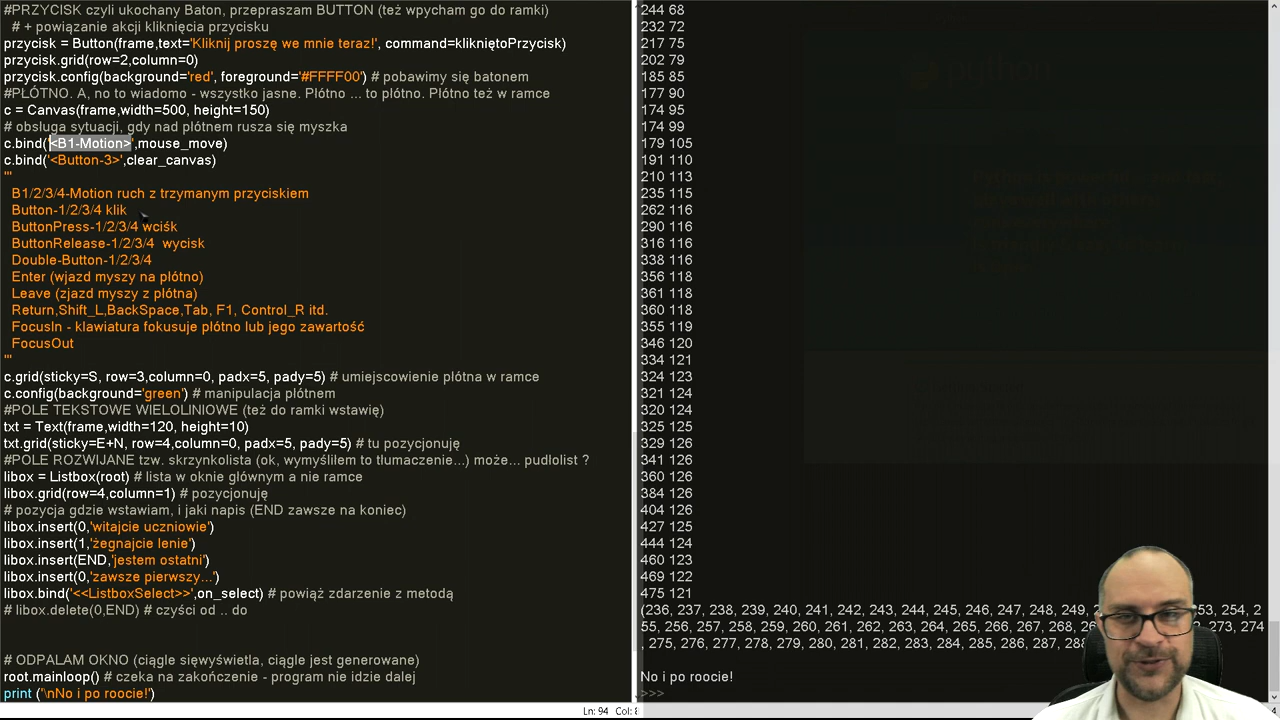 #PRZYCISK czyli ukochany Baton, przepraszam BUTTON (też wpycham go do ramki)
# + powiązanie akcji kliknięcia przycisku
przycisk = Button(frame,text='Kliknij proszę we mnie teraz!', command=klikniętoPrzycisk)
przycisk.grid(row=2,column=0)
przycisk.config(background='red', foreground='#FFFF00') # pobawimy się batonem
#PŁÓTNO. A, no to wiadomo - wszystko jasne. Płótno ... to płótno. Płótno też w ramce
c = Canvas(frame,width=500, height=150)
# obsługa sytuacji, gdy nad płótnem rusza się myszka
c.bind('<B1-Motion>',mouse_move)
c.bind('<Button-3>',clear_canvas)
'''
B1/2/3/4-Motion ruch z trzymanym przyciskiem
Button-1/2/3/4 klik
ButtonPress-1/2/3/4 wciśk
ButtonRelease-1/2/3/4  wycisk
Double-Button-1/2/3/4
Enter (wjazd myszy na płótno)
Leave (zjazd myszy z płótna)
Return,Shift_L,BackSpace,Tab, F1, Control_R itd.
FocusIn - klawiatura fokusuje płótno lub jego zawartość
FocusOut
'''
c.grid(sticky=S, row=3,column=0, padx=5, pady=5) # umiejscowienie płótna w ramce
c.config(background='green') # manipulacja płótnem
#POLE TEKSTOWE WIELOLINIOWE (też do ramki wstawię)
txt = Text(frame,width=120, height=10)
txt.grid(sticky=E+N, row=4,column=0, padx=5, pady=5) # tu pozycjonuję
#POLE ROZWIJANE tzw. skrzynkolista (ok, wymyśliłem to tłumaczenie...) może... pudłolist ?
libox = Listbox(root) # lista w oknie głównym a nie ramce
libox.grid(row=4,column=1) # pozycjonuję
# pozycja gdzie wstawiam, i jaki napis (END zawsze na koniec)
libox.insert(0,'witajcie uczniowie')
libox.insert(1,'żegnajcie lenie')
libox.insert(END,'jestem ostatni')
libox.insert(0,'zawsze pierwszy...')
libox.bind('<<ListboxSelect>>',on_select) # powiąż zdarzenie z metodą
# libox.delete(0,END) # czyści od .. do
# ODPALAM OKNO (ciągle sięwyświetla, ciągle jest generowane)
root.mainloop() # czeka na zakończenie - program nie idzie dalej
print ('\nNo i po roocie!')
Ln: 94 Col: 8
244 68
232 72
217 75
202 79
185 85
177 90
174 95
174 99
179 105
191 110
210 113
235 115
262 116
290 116
316 116
338 116
356 118
361 118
360 118
355 119
346 120
334 121
324 123
321 124
320 124
325 125
329 126
341 126
360 126
384 126
404 126
427 125
444 124
460 123
469 122
475 121
(236, 237, 238, 239, 240, 241, 242, 243, 244, 245, 246, 247, 248, 249, 253, 254, 2
55, 256, 257, 258, 259, 260, 261, 262, 263, 264, 265, 266, 267, 268, 272, 273, 274
, 275, 276, 277, 278, 279, 280, 281, 282, 283, 284, 285, 286, 287,
No i po roocie!
>>>